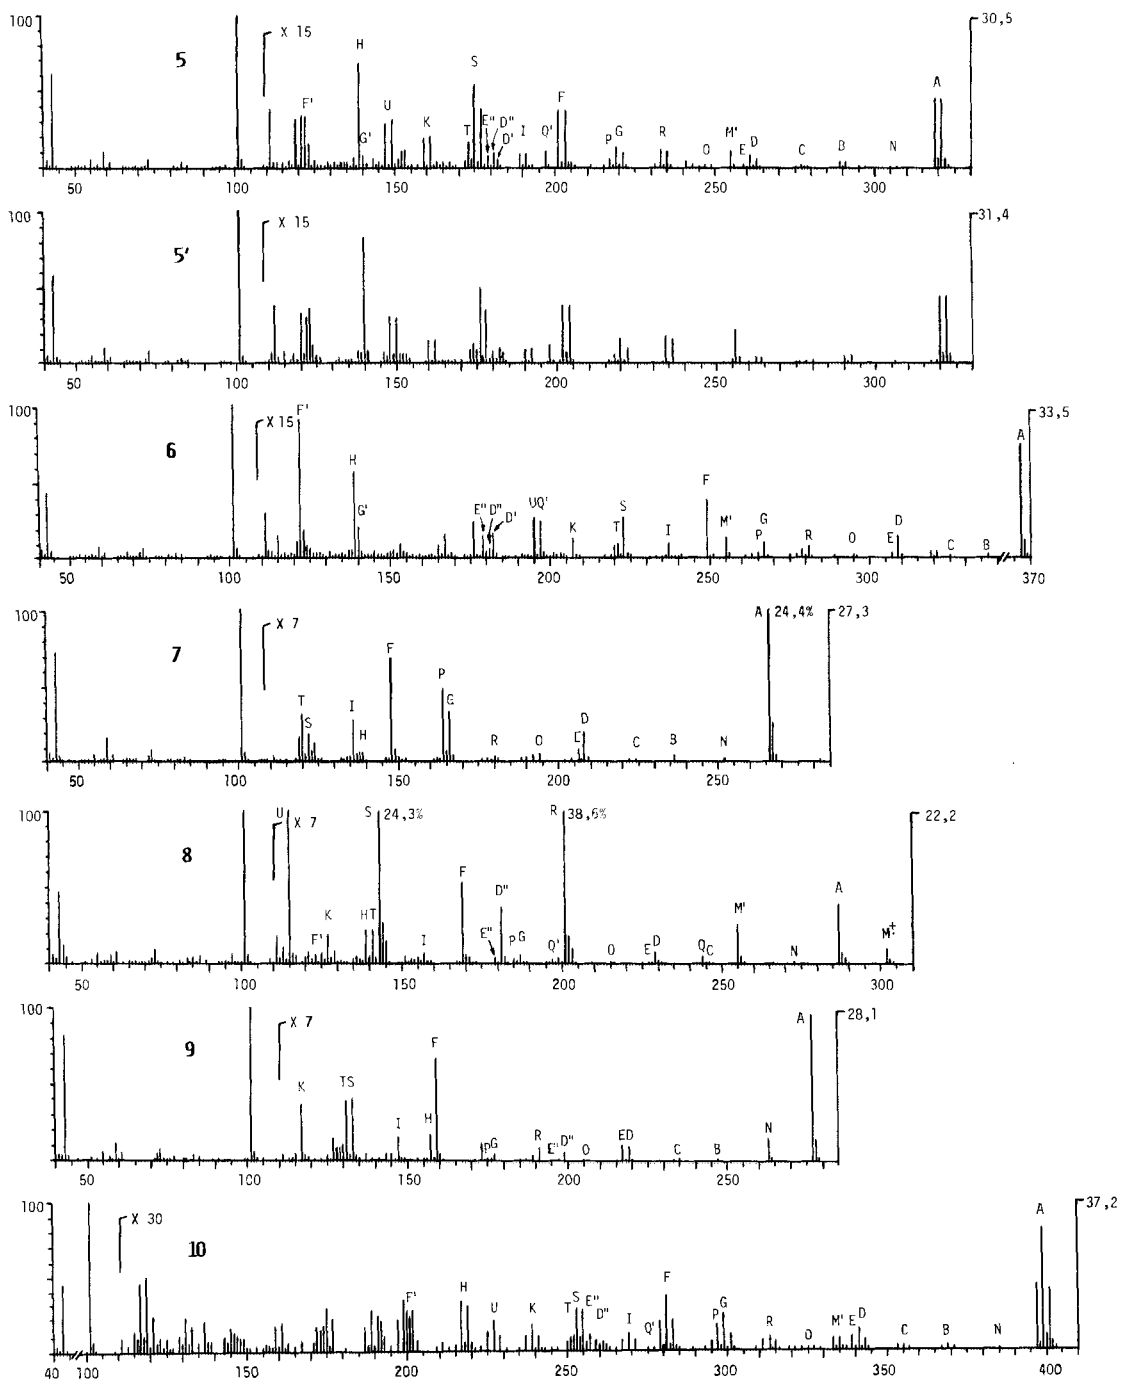 100 5 X 15 30,5
F' H G' U K T S E" D" D' I Q' F P G R O M' E D C B N A
50 100 150 200 250 300
100 5' X 15 31,4
50 100 150 200 250 300
100 6 X 15 33,5
F' H G' E" D" D' U Q' K T S I F M' P G R O E D C B A
50 100 150 200 250 300 370
100 7 X 7 A 24,4% 27,3
T S I H F P G R O E D C B N
50 100 150 200 250
100 8 U X 7 S 24,3% R 38,6% 22,2
F' K H T I F E" D" P G Q' O E D Q C M' N A M+.
50 100 150 200 250 300
100 9 X 7 A 28,1
K T S I H F P G R E" D" O E D C B N
50 100 150 200 250
100 10 X 30 37,2
F' H U K T S E" D" I Q' F P G R O M' E D C B N A
40 100 150 200 250 300 350 400